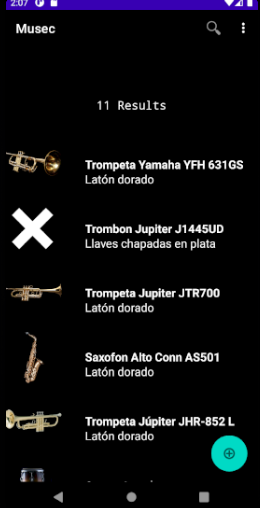 2:07
Musec
11 Results
Trompeta Yamaha YFH 631GS
Latón dorado
Trombon Jupiter J1445UD
Llaves chapadas en plata
Trompeta Jupiter JTR700
Latón dorado
Saxofon Alto Conn AS501
Latón dorado
Trompeta Júpiter JHR-852 L
Latón dorado